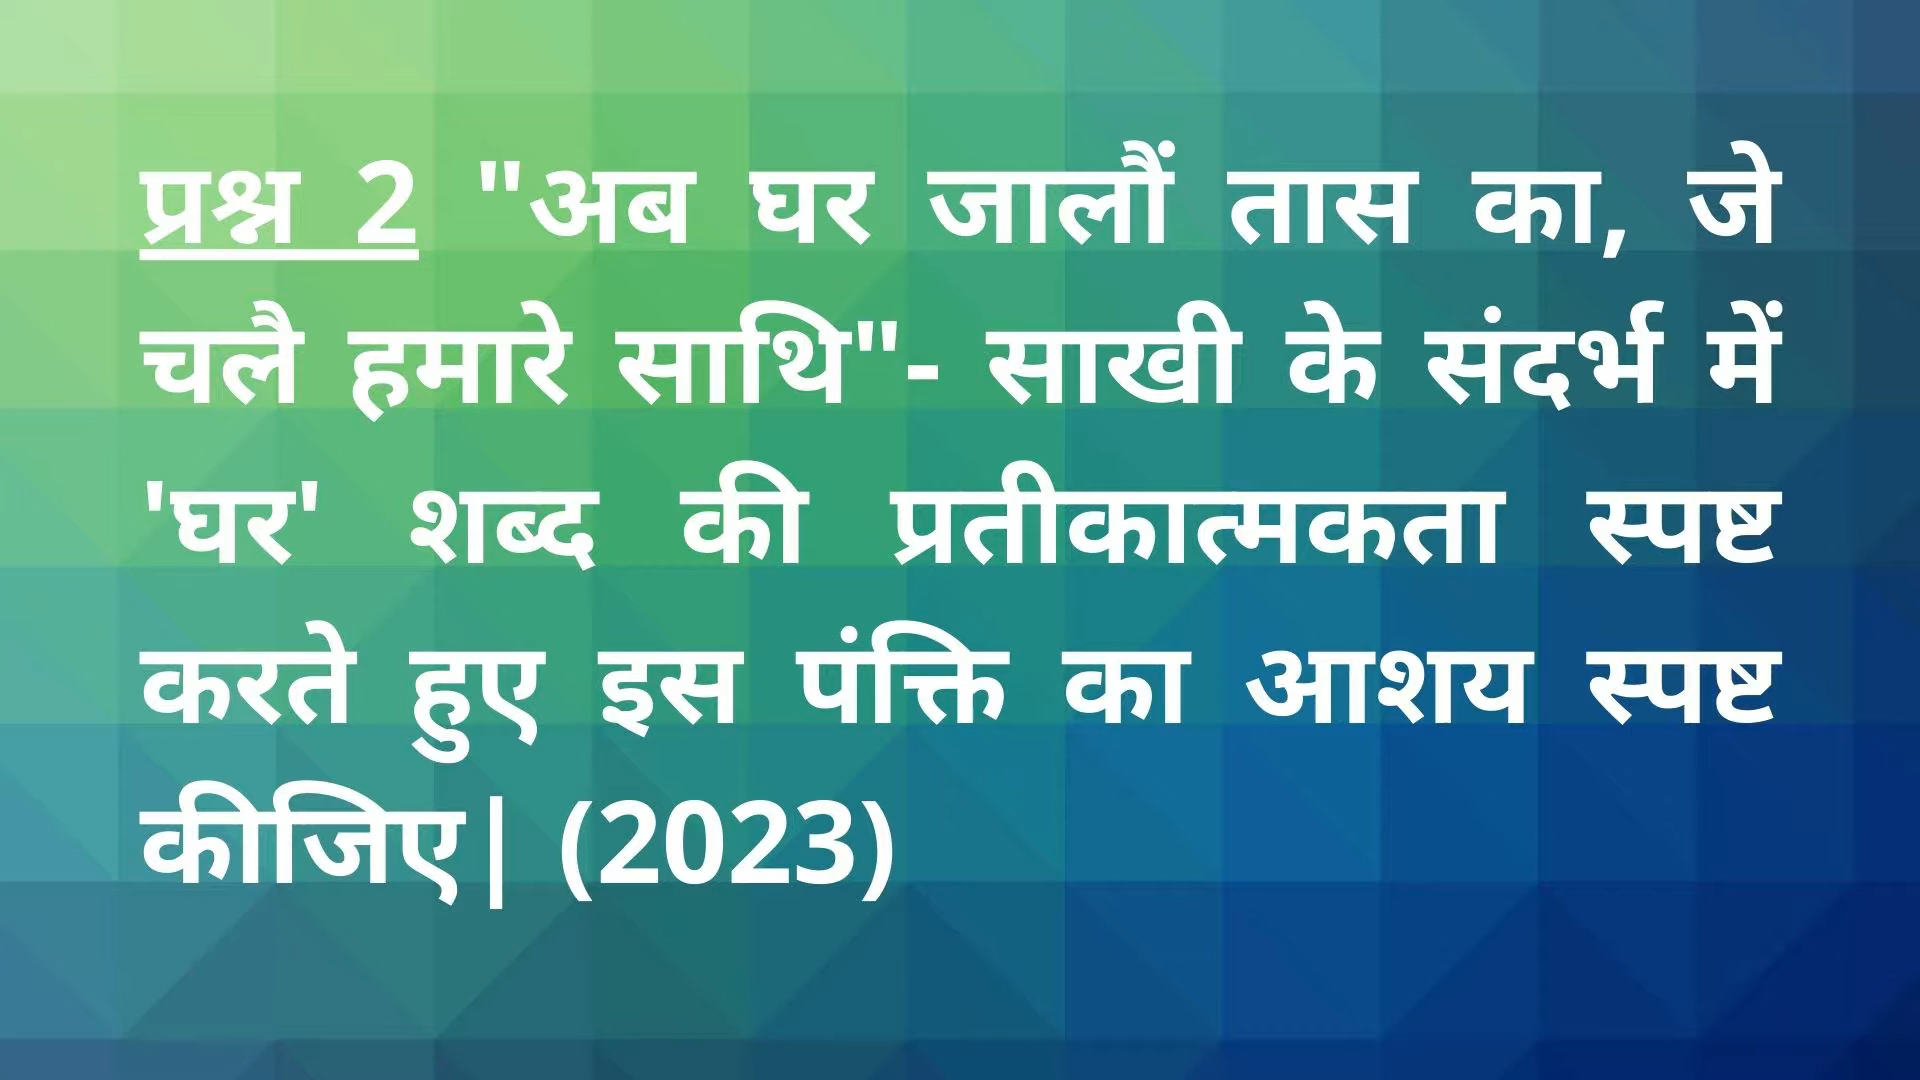 प्रश्न 2 "अब घर जालौं तास का, जे
चलै हमारे साथि"- साखी के संदर्भ में
'घर' शब्द की प्रतीकात्मकता स्पष्ट
करते हुए इस पंक्ति का आशय स्पष्ट
कीजिए| (2023)